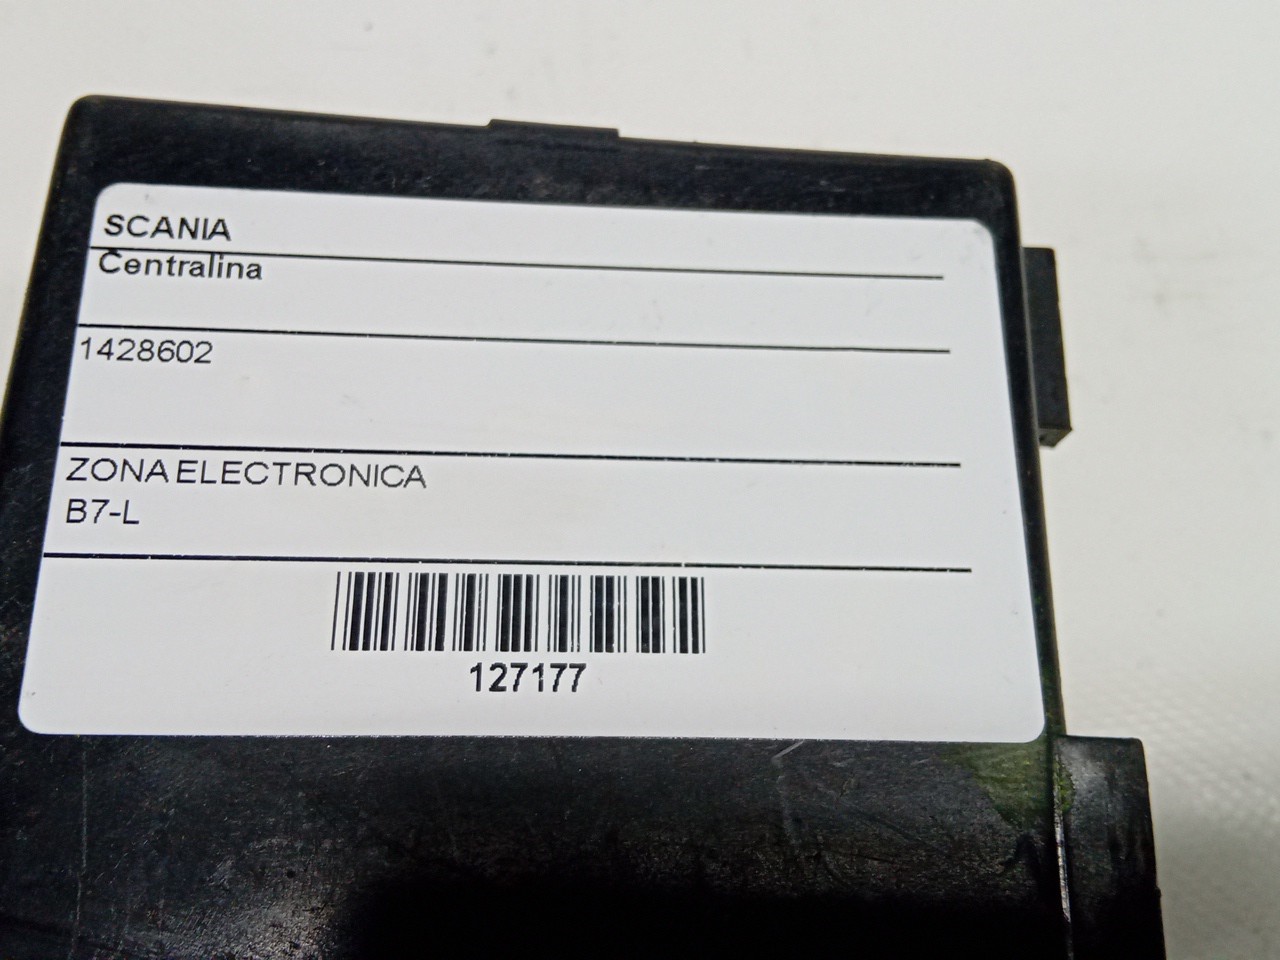 SCANIA
Centralina
1428602
ZONA ELECTRONICA
B7-L
127177